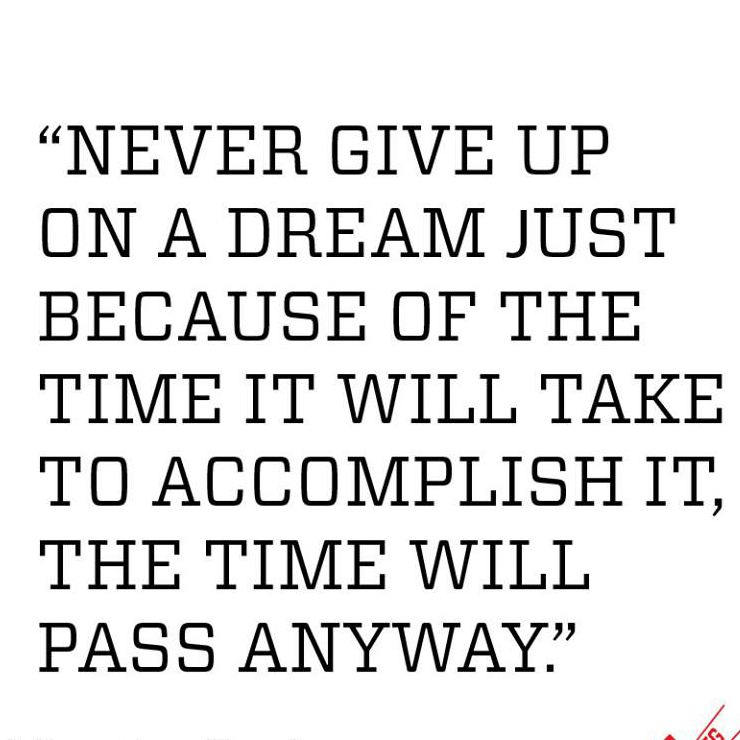 “NEVER GIVE UP
ON A DREAM JUST
BECAUSE OF THE
TIME IT WILL TAKE
TO ACCOMPLISH IT,
THE TIME WILL
PASS ANYWAY.”